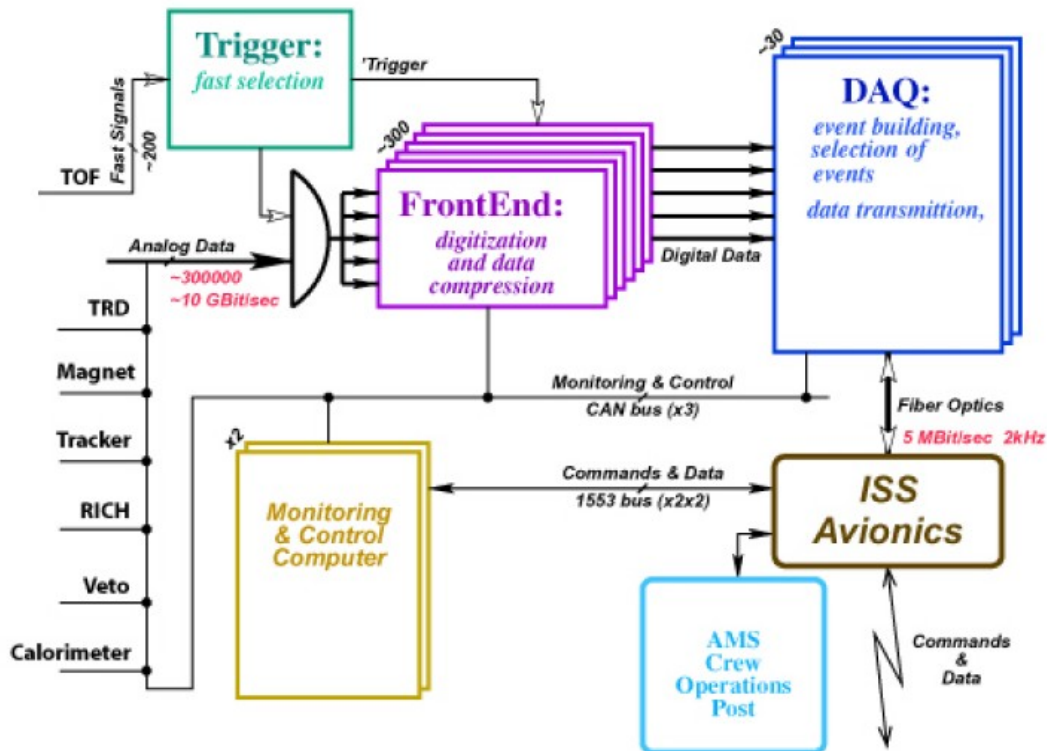 Trigger:
fast selection
'Trigger
Fast Signals
~200
TOF
~300
FrontEnd:
digitization
and data
compression
~30
DAQ:
event building,
selection of
events
data transmittion,
Digital Data
Analog Data
~300000
~10 GBit/sec
TRD
Magnet
Tracker
RICH
Veto
Calorimeter
Monitoring & Control
CAN bus (x3)
Fiber Optics
5 MBit/sec 2kHz
x2
Monitoring
& Control
Computer
Commands & Data
1553 bus (x2x2)
ISS
Avionics
AMS
Crew
Operations
Post
Commands
&
Data